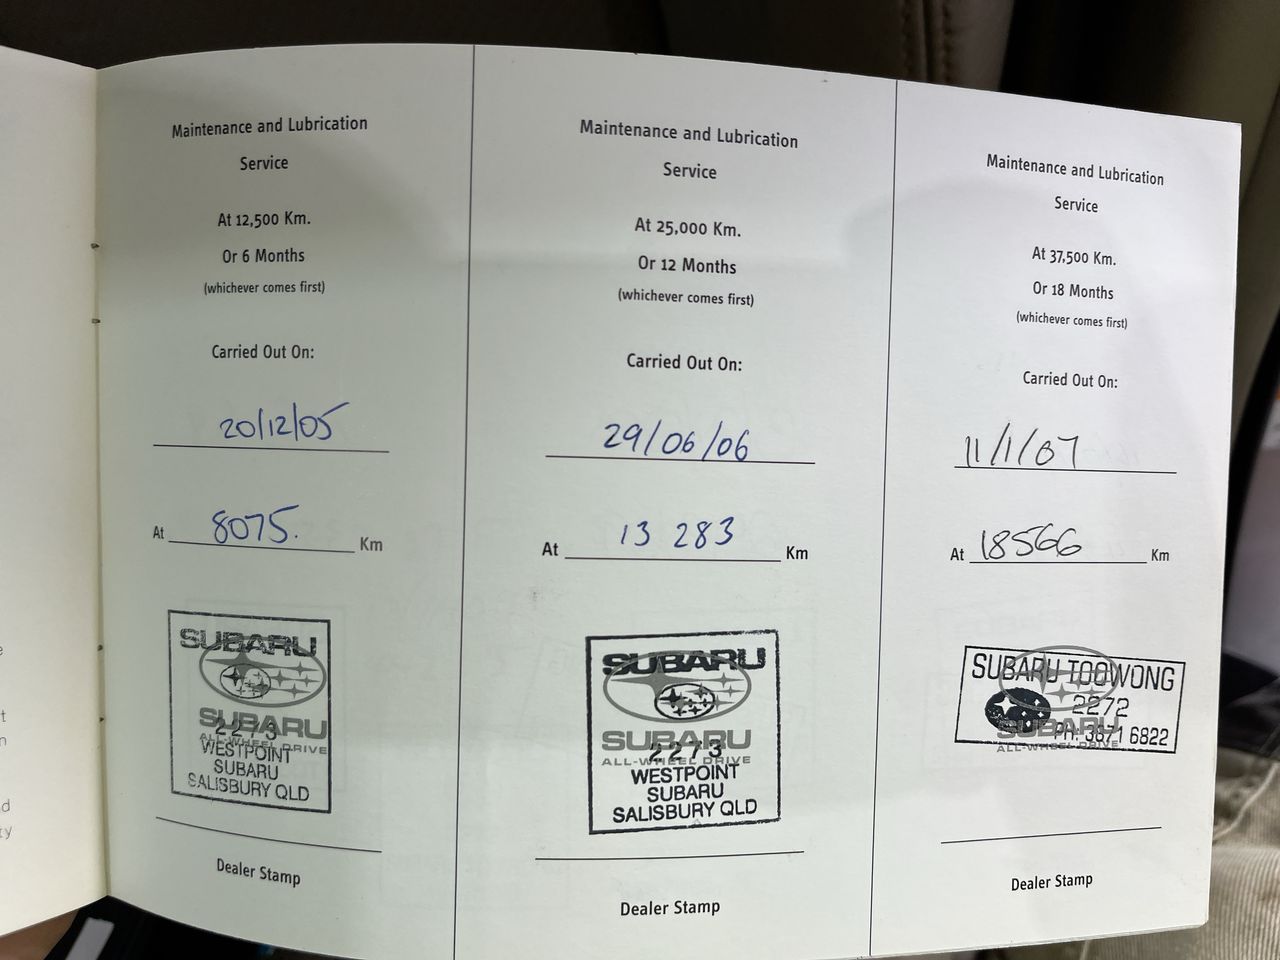 Maintenance and Lubrication
Service
At 12,500 Km.
Or 6 Months
(whichever comes first)
Carried Out On:
20/12/05
At 8075. Km
SUBARU
SUBARU
2273
ALL-WHEEL DRIVE
WESTPOINT
SUBARU
SALISBURY QLD
Dealer Stamp
Maintenance and Lubrication
Service
At 25,000 Km.
Or 12 Months
(whichever comes first)
Carried Out On:
29/06/06
At 13 283 Km
SUBARU
SUBARU
2273
ALL-WHEEL DRIVE
WESTPOINT
SUBARU
SALISBURY QLD
Dealer Stamp
Maintenance and Lubrication
Service
At 37,500 Km.
Or 18 Months
(whichever comes first)
Carried Out On:
11/1/07
At 18566 Km
SUBARU TOOWONG
2272
SUBARU
PH: 3871 6822
ALL-WHEEL DRIVE
Dealer Stamp